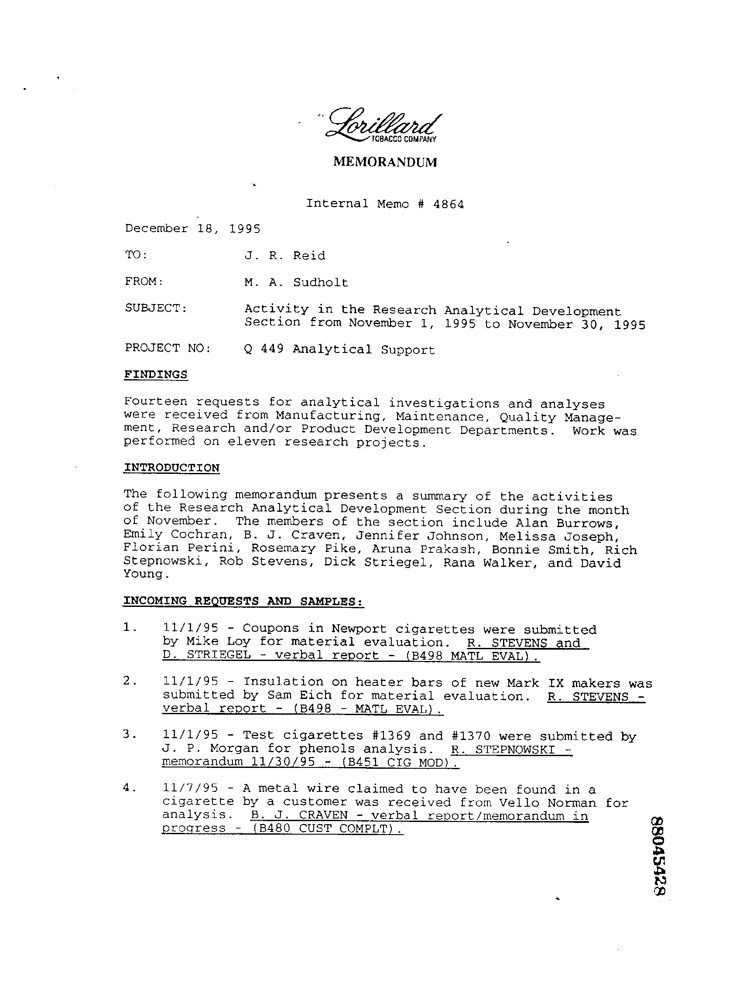 Lorillard
TOBACCO COMPANY
MEMORANDUM
Internal Memo # 4864
December 18, 1995
TO: J. R. Reid
FROM: M. A. Sudholt
SUBJECT: Activity in the Research Analytical Development
Section from November 1, 1995 to November 30, 1995
PROJECT NO: Q 449 Analytical Support
FINDINGS
Fourteen requests for analytical investigations and analyses
were received from Manufacturing, Maintenance, Quality Manage-
ment, Research and/or Product Development Departments. Work was
performed on eleven research projects.
INTRODUCTION
The following memorandum presents a summary of the activities
of the Research Analytical Development Section during the month
of November. The members of the section include Alan Burrows,
Emily Cochran, B. J. Craven, Jennifer Johnson, Melissa Joseph,
Florian Perini, Rosemary Pike, Aruna Prakash, Bonnie Smith, Rich
Stepnowski, Rob Stevens, Dick Striegel, Rana Walker, and David
Young.
INCOMING REQUESTS AND SAMPLES:
1. 11/1/95 - Coupons in Newport cigarettes were submitted
by Mike Loy for material evaluation. R. STEVENS and
D. STRIEGEL - verbal report - (B498 MATL EVAL).
2. 11/1/95 - Insulation on heater bars of new Mark IX makers was
submitted by Sam Eich for material evaluation. R. STEVENS -
verbal report - (B498 - MATL EVAL).
3. 11/1/95 - Test cigarettes #1369 and #1370 were submitted by
J. P. Morgan for phenols analysis. R. STEPNOWSKI -
memorandum 11/30/95 - (B451 CIG MOD).
4. 11/7/95 - A metal wire claimed to have been found in a
cigarette by a customer was received from Vello Norman for
analysis. B. J. CRAVEN - verbal report/memorandum in
progress - (B480 CUST COMPLT).
88045428